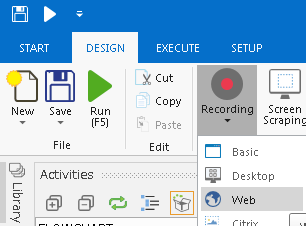 START DESIGN EXECUTE SETUP
New Save Run
(F5)
Cut
Copy
Paste
Recording
Screen
Scraping
File Edit
Basic
Desktop
Web
Citrix
Library
Activities
FLOWCHART